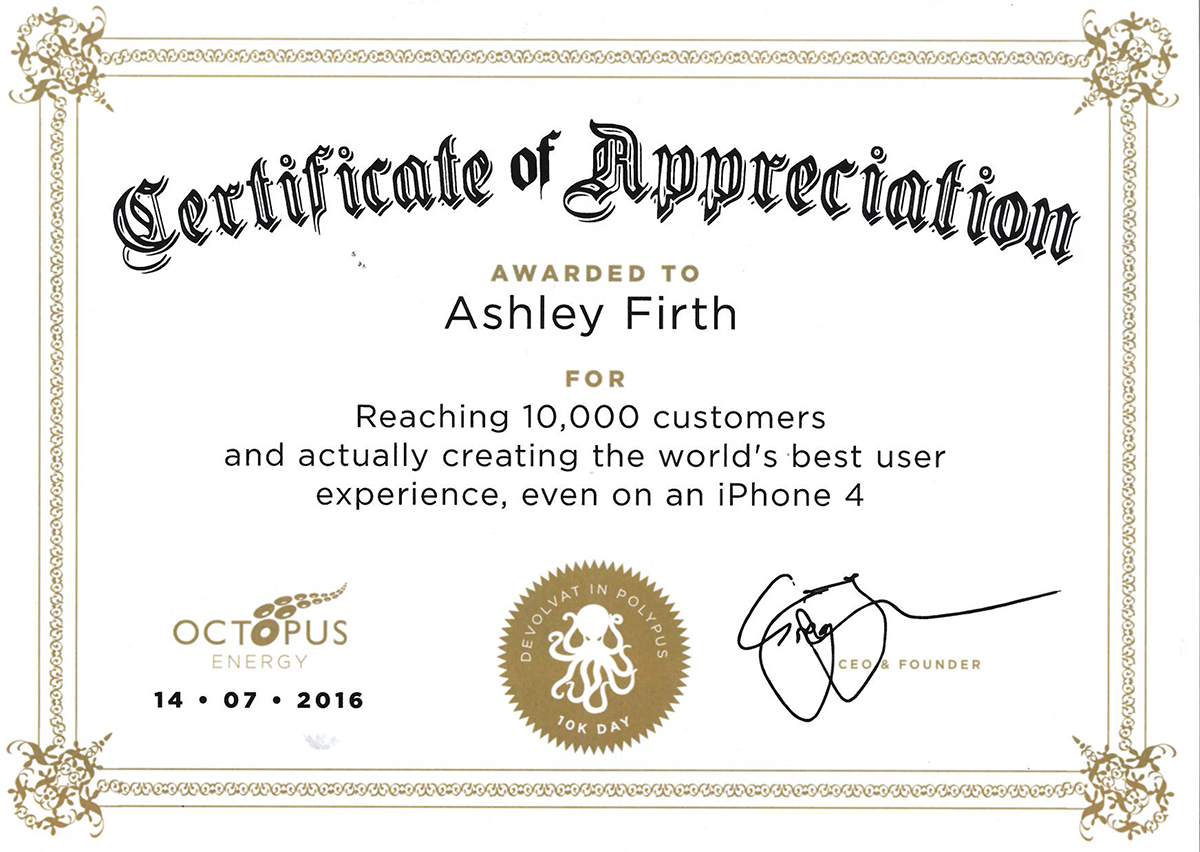 Certificate of Appreciation
AWARDED TO
Ashley Firth
FOR
Reaching 10,000 customers
and actually creating the world's best user
experience, even on an iPhone 4
OCTOPUS
ENERGY
14 • 07 • 2016
DEVOLVAT IN POLYPUS
10K DAY
Greg
CEO & FOUNDER